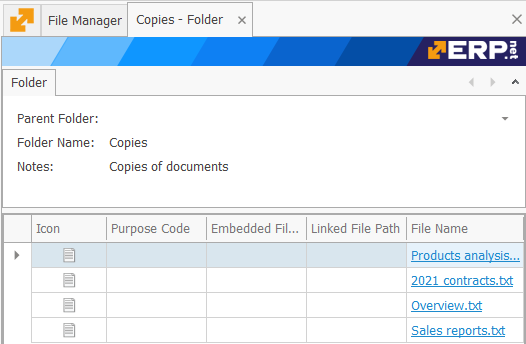 File Manager Copies - Folder
ERP.net
Folder
Parent Folder:
Folder Name: Copies
Notes: Copies of documents
Icon Purpose Code Embedded Fil... Linked File Path File Name
Products analysis...
2021 contracts.txt
Overview.txt
Sales reports.txt